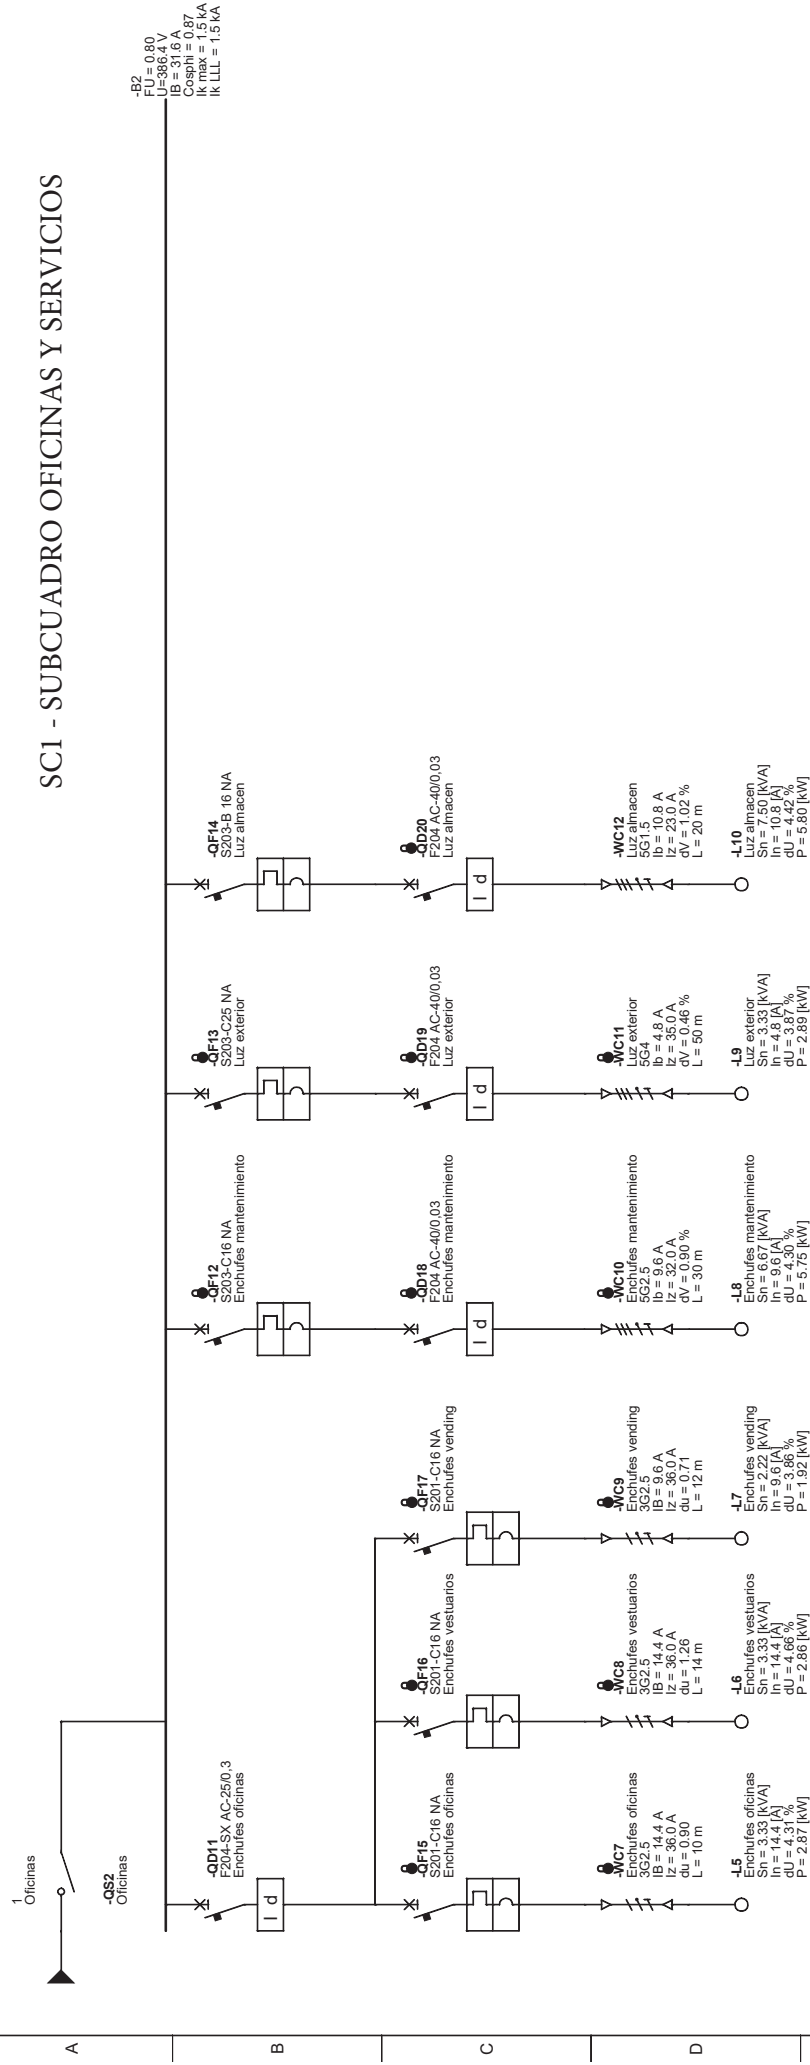 SC1 - SUBCUADRO OFICINAS Y SERVICIOS
-B2
FU = 0.80
U=386.4 V
IB = 31.6 A
Cosphi = 0.87
Ik max = 1.5 kA
Ik LLL = 1.5 kA
1
Oficinas
-QS2
Oficinas
A
-QD11
F204-SX AC-25/0,3
Enchufes oficinas
I d
-QF12
S203-C16 NA
Enchufes mantenimiento
-QF13
S203-C25 NA
Luz exterior
-QF14
S203-B 16 NA
Luz almacen
B
-QF15
S201-C16 NA
Enchufes oficinas
-QF16
S201-C16 NA
Enchufes vestuarios
-QF17
S201-C16 NA
Enchufes vending
-QD18
F204 AC-40/0,03
Enchufes mantenimiento
I d
-QD19
F204 AC-40/0,03
Luz exterior
I d
-QD20
F204 AC-40/0,03
Luz almacen
I d
C
-WC7
Enchufes oficinas
3G2.5
IB = 14.4 A
Iz = 36.0 A
du = 0.90
L = 10 m
-WC8
Enchufes vestuarios
3G2.5
IB = 14.4 A
Iz = 36.0 A
du = 1.26
L = 14 m
-WC9
Enchufes vending
3G2.5
IB = 9.6 A
Iz = 36.0 A
du = 0.71
L = 12 m
-WC10
Enchufes mantenimiento
5G2.5
Ib = 9.6 A
Iz = 32.0 A
dV = 0.90 %
L = 30 m
-WC11
Luz exterior
5G4
Ib = 4.8 A
Iz = 35.0 A
dV = 0.46 %
L = 50 m
-WC12
Luz almacen
5G1.5
Ib = 10.8 A
Iz = 23.0 A
dV = 1.02 %
L = 20 m
D
-L5
Enchufes oficinas
Sn = 3.33 [kVA]
In = 14.4 [A]
dU = 4.31 %
P = 2.87 [kW]
-L6
Enchufes vestuarios
Sn = 3.33 [kVA]
In = 14.4 [A]
dU = 4.66 %
P = 2.86 [kW]
-L7
Enchufes vending
Sn = 2.22 [kVA]
In = 9.6 [A]
dU = 3.86 %
P = 1.92 [kW]
-L8
Enchufes mantenimiento
Sn = 6.67 [kVA]
In = 9.6 [A]
dU = 4.30 %
P = 5.75 [kW]
-L9
Luz exterior
Sn = 3.33 [kVA]
In = 4.8 [A]
dU = 3.87 %
P = 2.89 [kW]
-L10
Luz almacen
Sn = 7.50 [kVA]
In = 10.8 [A]
dU = 4.42 %
P = 5.80 [kW]